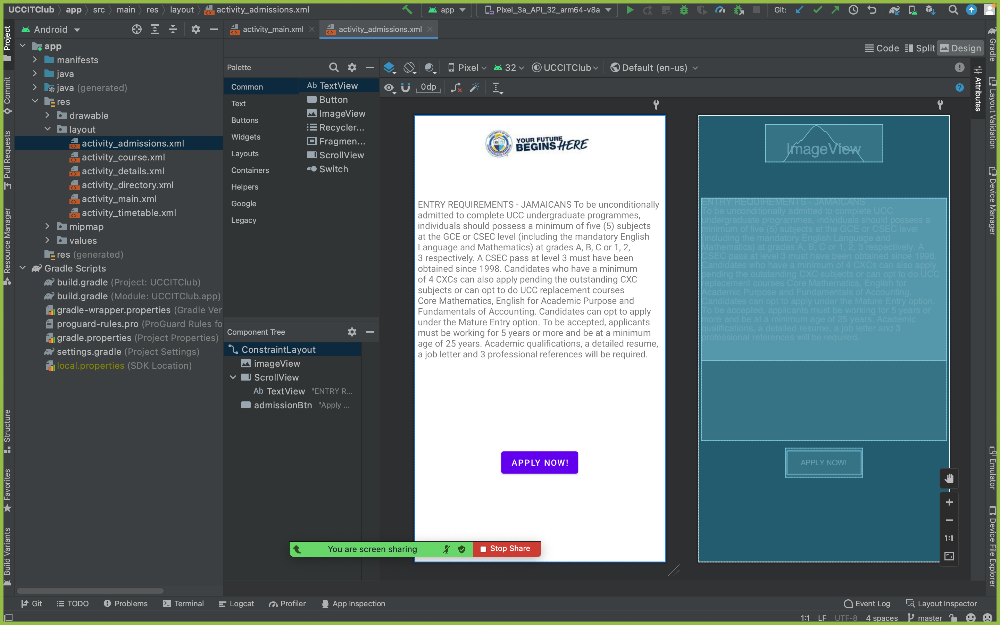 UCCITClub app src main res layout activity_admissions.xml
app Pixel_3a_API_32_arm64-v8a Git:
Project
Commit
Pull Requests
Resource Manager
Structure
Favorites
Build Variants
Android
app
manifests
java
java (generated)
res
drawable
layout
activity_admissions.xml
activity_course.xml
activity_details.xml
activity_directory.xml
activity_main.xml
activity_timetable.xml
mipmap
values
res (generated)
Gradle Scripts
build.gradle (Project: UCCITClub)
build.gradle (Module: UCCITClub.app)
gradle-wrapper.properties (Gradle Ver
proguard-rules.pro (ProGuard Rules fo
gradle.properties (Project Properties)
settings.gradle (Project Settings)
local.properties (SDK Location)
activity_main.xml
activity_admissions.xml
Code Split Design
Palette
Common
Text
Buttons
Widgets
Layouts
Containers
Helpers
Google
Legacy
Ab TextView
Button
ImageView
Recycler...
Fragmen...
ScrollView
Switch
Pixel 32 UCCITClub Default (en-us)
0dp
Component Tree
ConstraintLayout
imageView
ScrollView
Ab TextView "ENTRY R...
admissionBtn "Apply ...
YOUR FUTURE
BEGINS HERE
ENTRY REQUIREMENTS - JAMAICANS To be unconditionally
admitted to complete UCC undergraduate programmes,
individuals should possess a minimum of five (5) subjects
at the GCE or CSEC level (including the mandatory English
Language and Mathematics) at grades A, B, C or 1, 2,
3 respectively. A CSEC pass at level 3 must have been
obtained since 1998. Candidates who have a minimum
of 4 CXCs can also apply pending the outstanding CXC
subjects or can opt to do UCC replacement courses
Core Mathematics, English for Academic Purpose and
Fundamentals of Accounting. Candidates can opt to apply
under the Mature Entry option. To be accepted, applicants
must be working for 5 years or more and be at a minimum
age of 25 years. Academic qualifications, a detailed resume,
a job letter and 3 professional references will be required.
APPLY NOW!
ImageView
ENTRY REQUIREMENTS - JAMAICANS
To be unconditionally admitted to complete UCC
undergraduate programmes, individuals should possess a
minimum of five (5) subjects at the GCE or CSEC level
(including the mandatory English Language and
Mathematics) at grades A, B, C or 1, 2, 3 respectively. A
CSEC pass at level 3 must have been obtained since 1998.
Candidates who have a minimum of 4 CXCs can also apply
pending the outstanding CXC subjects or can opt to do UCC
replacement courses Core Mathematics, English for
Academic Purpose and Fundamentals of Accounting.
Candidates can opt to apply under the Mature Entry option.
To be accepted, applicants must be working for 5 years or
more and be at a minimum age of 25 years. Academic
qualifications, a detailed resume, a job letter and 3
professional references will be required.
APPLY NOW!
1:1
Attributes
Gradle
Layout Validation
Device Manager
Emulator
Device File Explorer
You are screen sharing Stop Share
Git TODO Problems Terminal Logcat Profiler App Inspection Event Log Layout Inspector
1:1 LF UTF-8 4 spaces master